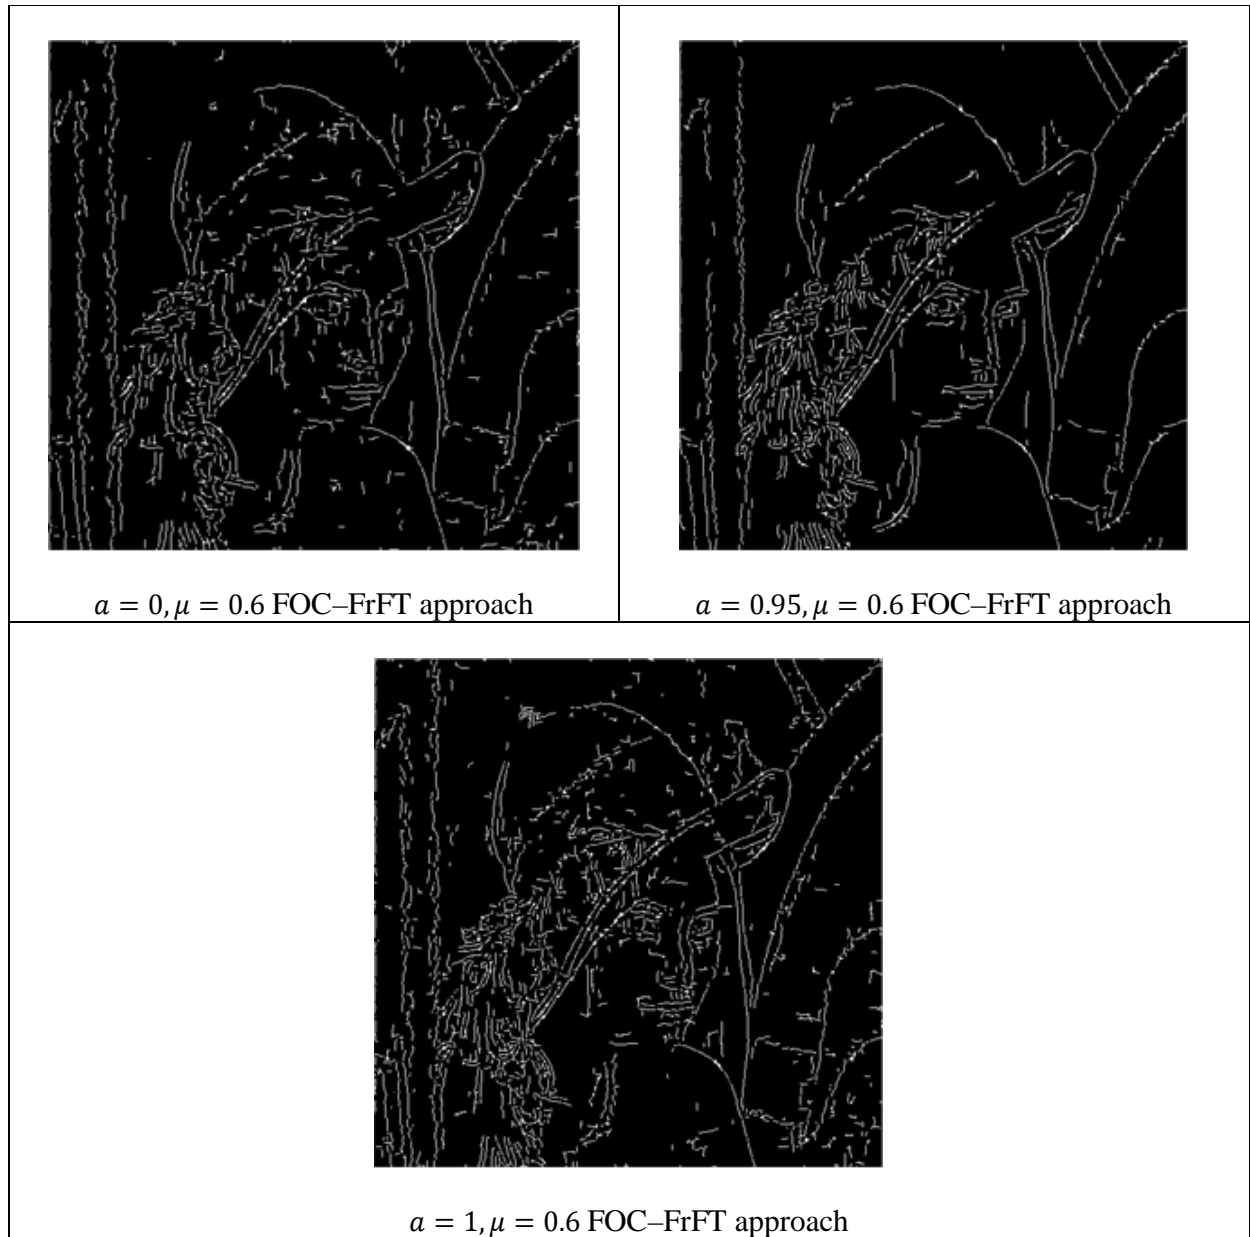 𝑎 = 0, 𝜇 = 0.6 FOC–FrFT approach
𝑎 = 0.95, 𝜇 = 0.6 FOC–FrFT approach
𝑎 = 1, 𝜇 = 0.6 FOC–FrFT approach